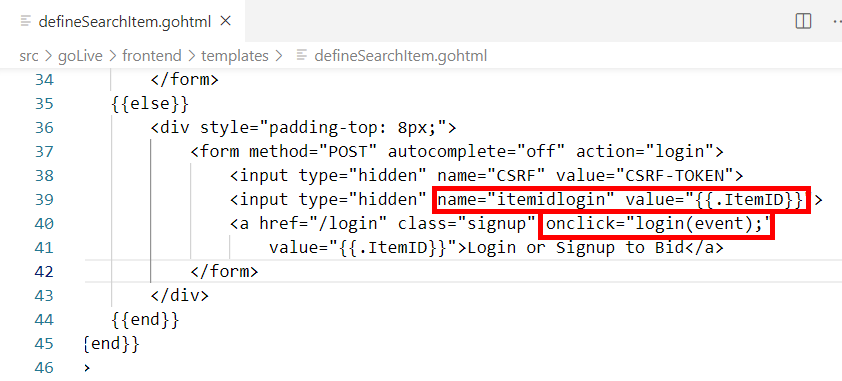 defineSearchItem.gohtml
src > goLive > frontend > templates > defineSearchItem.gohtml
34 </form>
35 {{else}}
36 <div style="padding-top: 8px;">
37 <form method="POST" autocomplete="off" action="login">
38 <input type="hidden" name="CSRF" value="CSRF-TOKEN">
39 <input type="hidden" name="itemidlogin" value="{{.ItemID}}">
40 <a href="/login" class="signup" onclick="login(event);"
41 value="{{.ItemID}}">Login or Signup to Bid</a>
42 </form>
43 </div>
44 {{end}}
45 {end}}
46 >